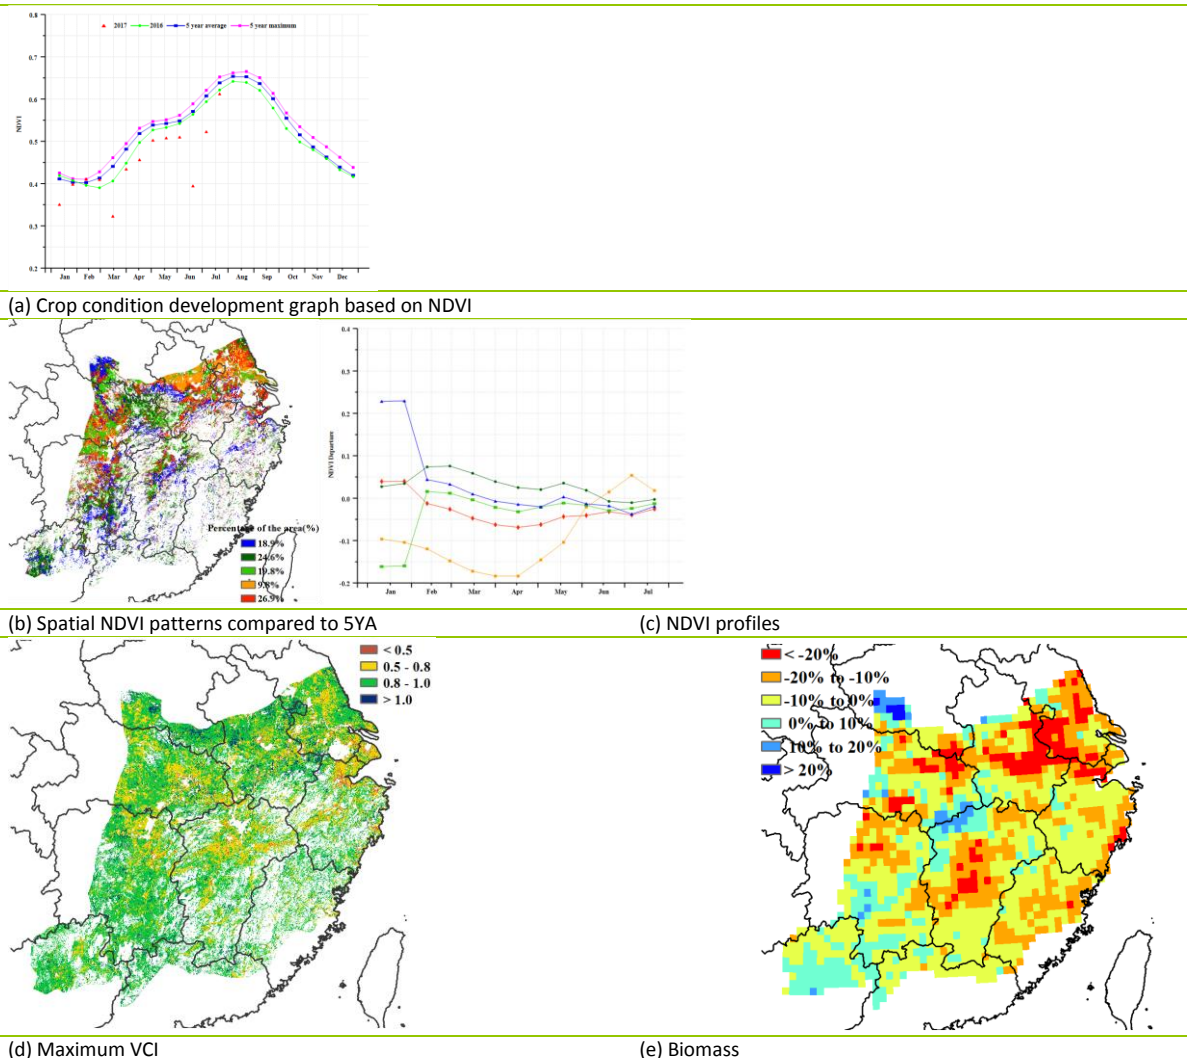 2017 2016 5 year average 5 year maximum
0.8
0.7
0.6
0.5
0.4
0.3
0.2
NDVI
Jan Feb Mar Apr May Jun Jul Aug Sep Oct Nov Dec
(a) Crop condition development graph based on NDVI
Percentage of the area(%)
18.9%
24.6%
19.8%
9.8%
26.9%
0.4
0.3
0.2
0.1
0.0
-0.1
-0.2
NDVI Departure
Jan Feb Mar Apr May Jun Jul
(b) Spatial NDVI patterns compared to 5YA
(c) NDVI profiles
< 0.5
0.5 - 0.8
0.8 - 1.0
> 1.0
< -20%
-20% to -10%
-10% to 0%
0% to 10%
10% to 20%
> 20%
(d) Maximum VCI
(e) Biomass